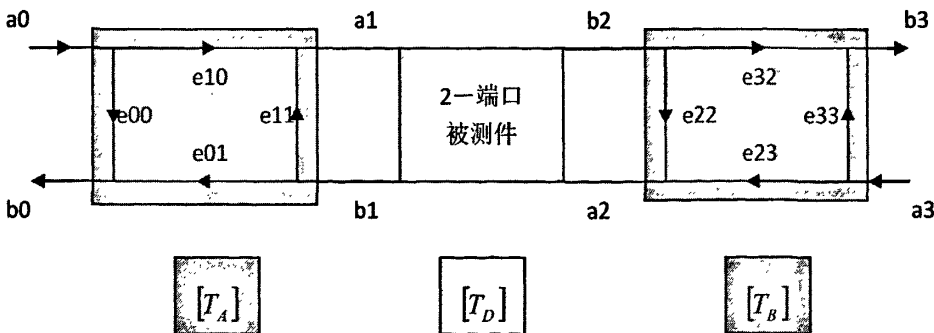 a0 a1 b2 b3
e10 e32
e00 e11 2一端口 e22 e33
被测件
e01 e23
b0 b1 a2 a3
[T_A] [T_D] [T_B]